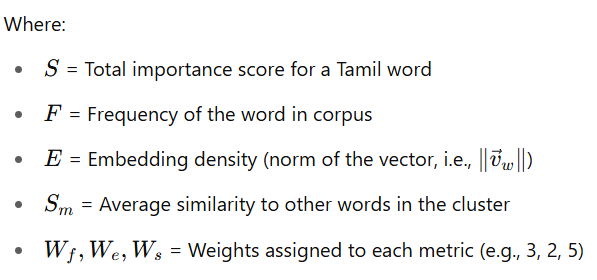 Where:
• S = Total importance score for a Tamil word
• F = Frequency of the word in corpus
• E = Embedding density (norm of the vector, i.e., ‖v⃗_w‖)
• S_m = Average similarity to other words in the cluster
• W_f, W_e, W_s = Weights assigned to each metric (e.g., 3, 2, 5)